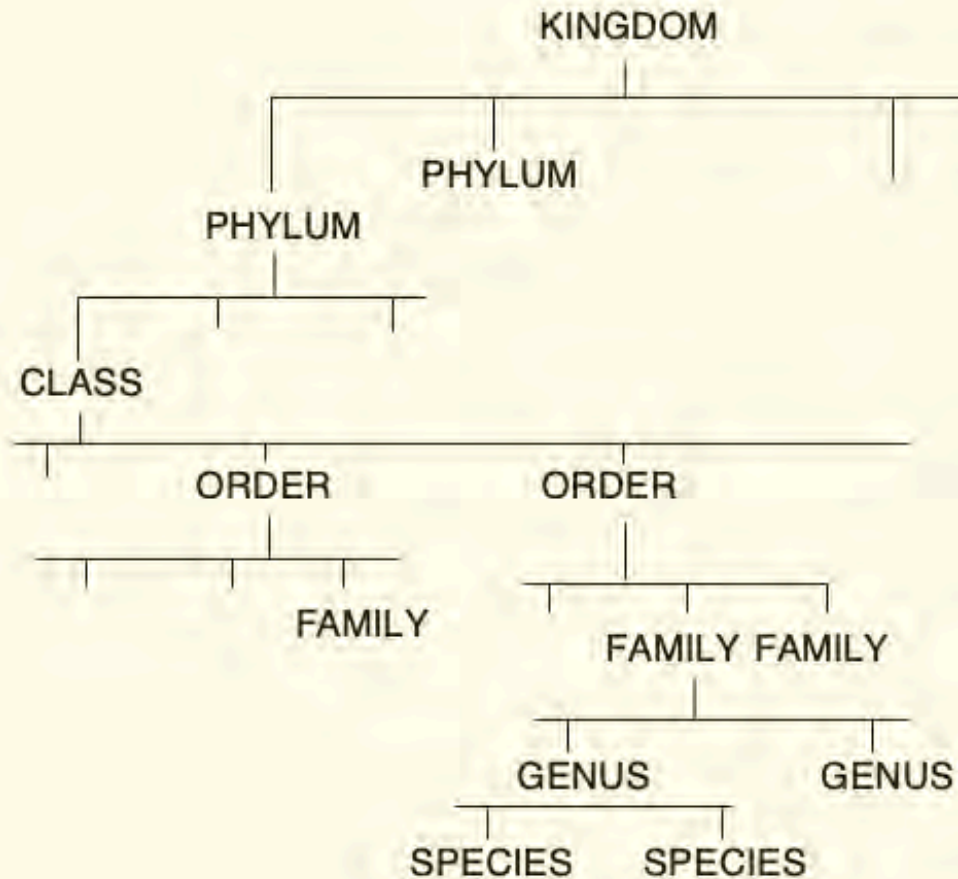 KINGDOM
PHYLUM
PHYLUM
CLASS
ORDER ORDER
FAMILY
FAMILY FAMILY
GENUS GENUS
SPECIES SPECIES